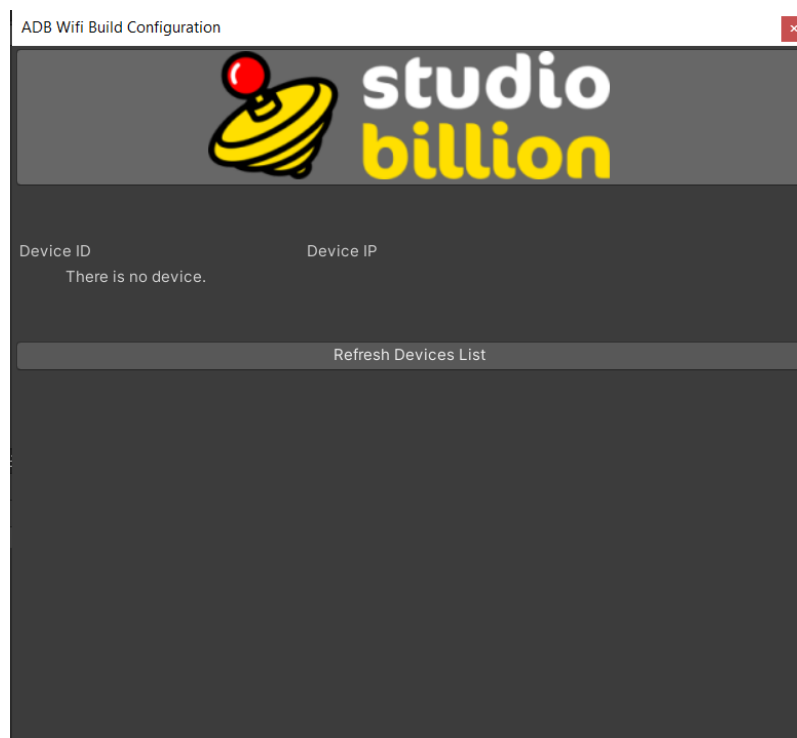 ADB Wifi Build Configuration
studio
billion
Device ID Device IP
There is no device.
Refresh Devices List